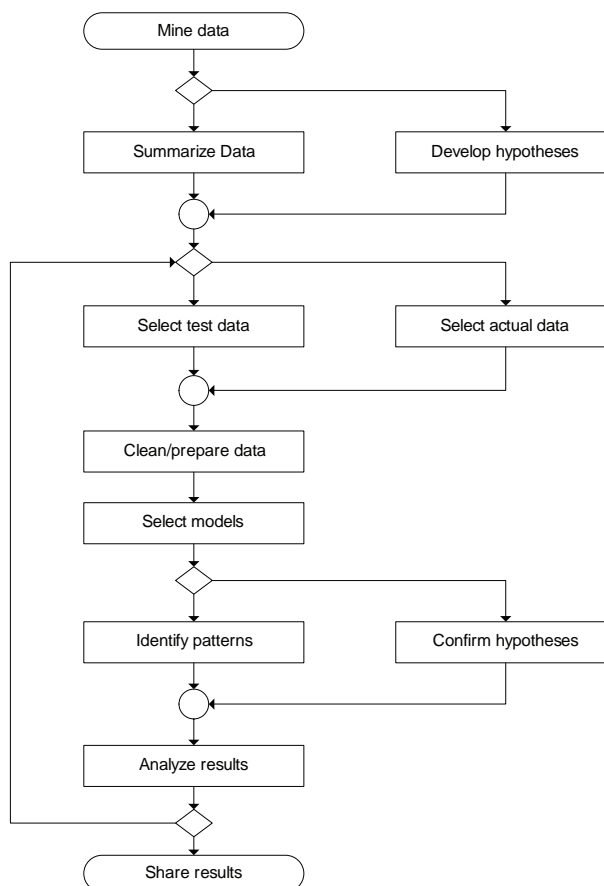 Mine data
Summarize Data
Develop hypotheses
Select test data
Select actual data
Clean/prepare data
Select models
Identify patterns
Confirm hypotheses
Analyze results
Share results